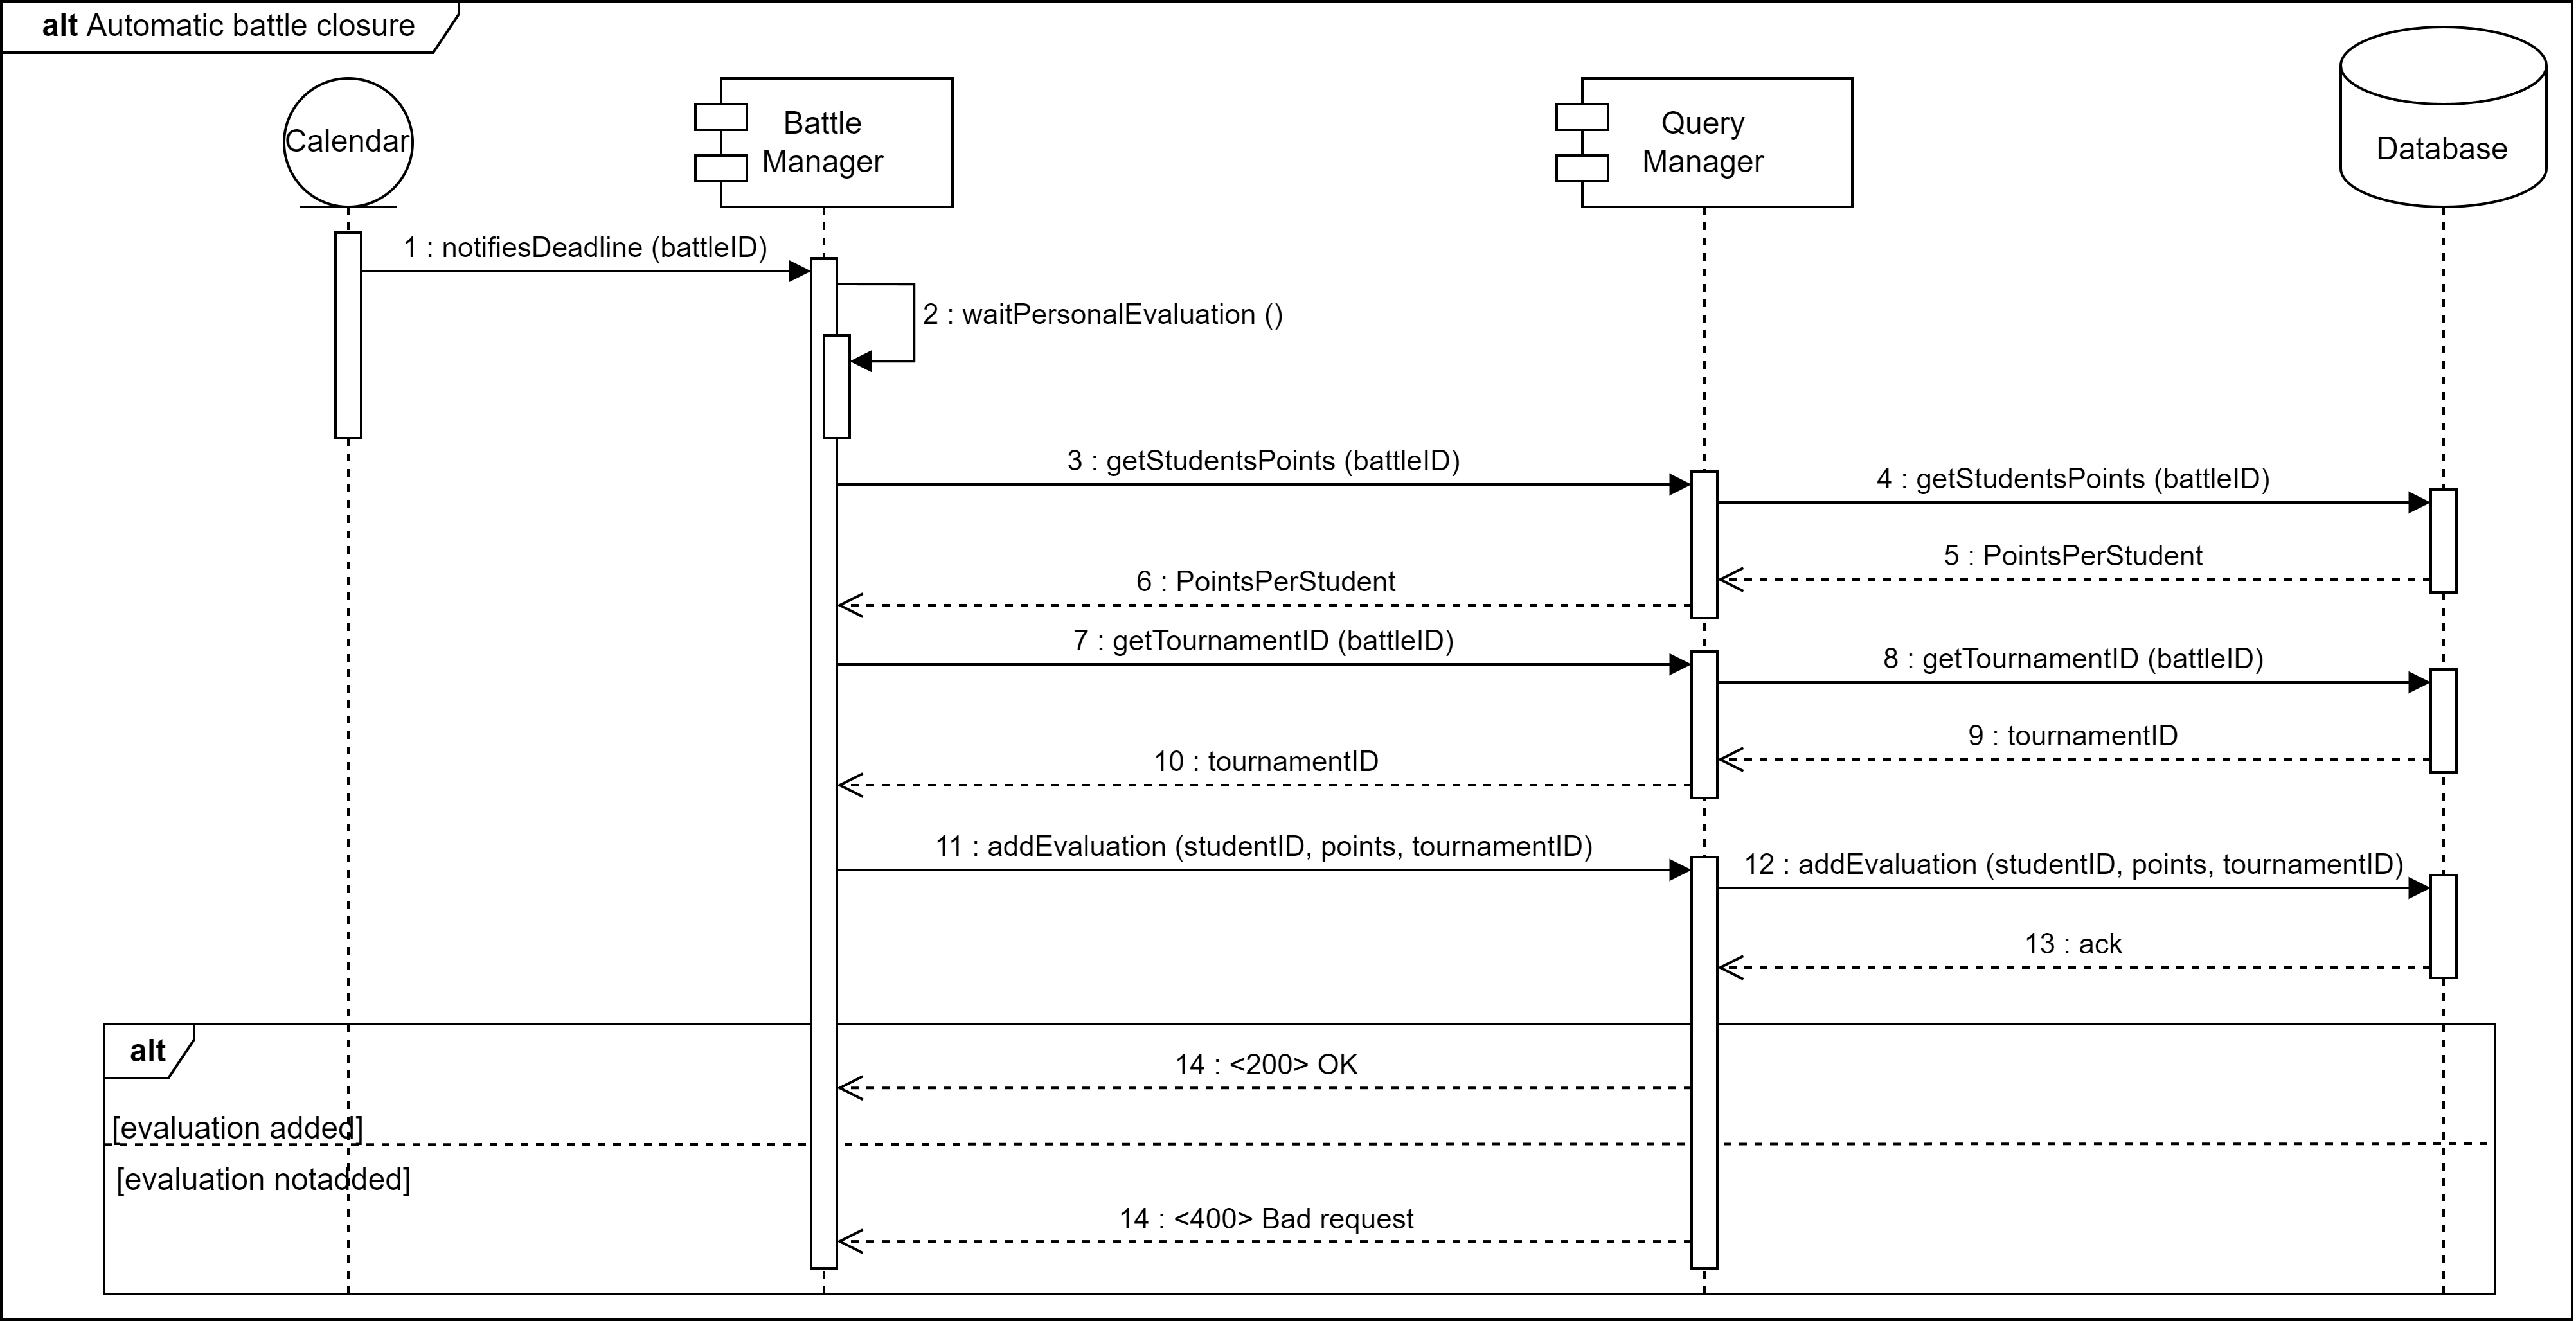 alt Automatic battle closure
Calendar
Battle
Manager
Query
Manager
Database
1 : notifiesDeadline (battleID)
2 : waitPersonalEvaluation ()
3 : getStudentsPoints (battleID)
4 : getStudentsPoints (battleID)
5 : PointsPerStudent
6 : PointsPerStudent
7 : getTournamentID (battleID)
8 : getTournamentID (battleID)
9 : tournamentID
10 : tournamentID
11 : addEvaluation (studentID, points, tournamentID)
12 : addEvaluation (studentID, points, tournamentID)
13 : ack
alt
14 : <200> OK
[evaluation added]
[evaluation notadded]
14 : <400> Bad request